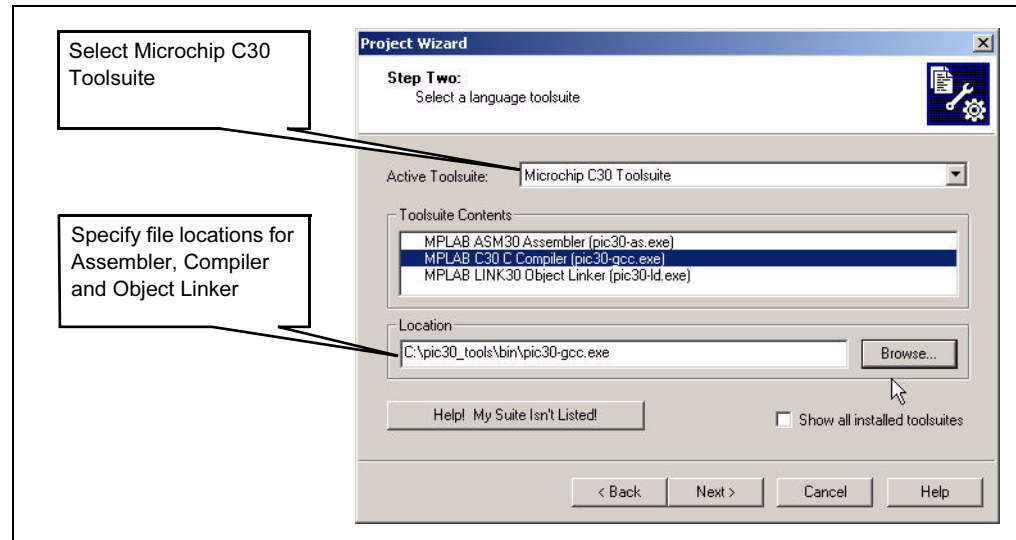 Select Microchip C30
Toolsuite
Specify file locations for
Assembler, Compiler
and Object Linker
Project Wizard
Step Two:
Select a language toolsuite
Active Toolsuite:
Microchip C30 Toolsuite
Toolsuite Contents
MPLAB ASM30 Assembler (pic30-as.exe)
MPLAB C30 C Compiler (pic30-gcc.exe)
MPLAB LINK30 Object Linker (pic30-ld.exe)
Location
C:\pic30_tools\bin\pic30-gcc.exe
Browse...
Help! My Suite Isn't Listed!
Show all installed toolsuites
< Back
Next >
Cancel
Help